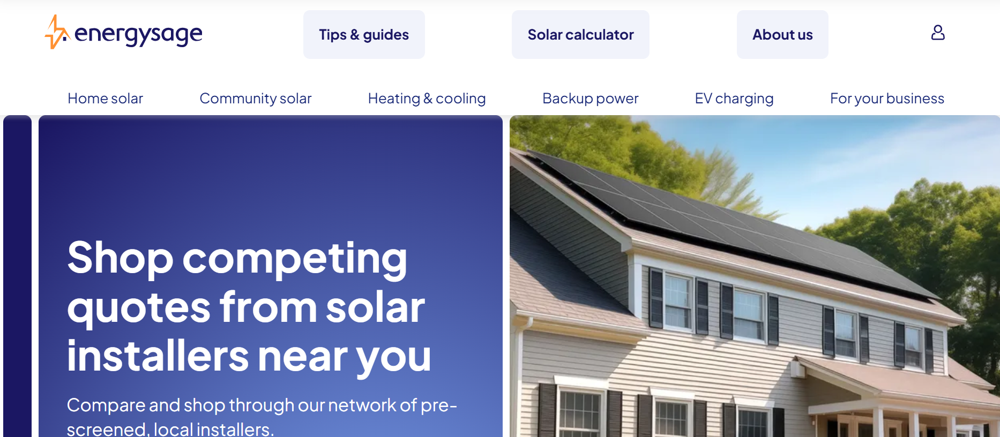 energysage
Tips & guides
Solar calculator
About us
Home solar
Community solar
Heating & cooling
Backup power
EV charging
For your business
Shop competing
quotes from solar
installers near you
Compare and shop through our network of pre-
screened, local installers.